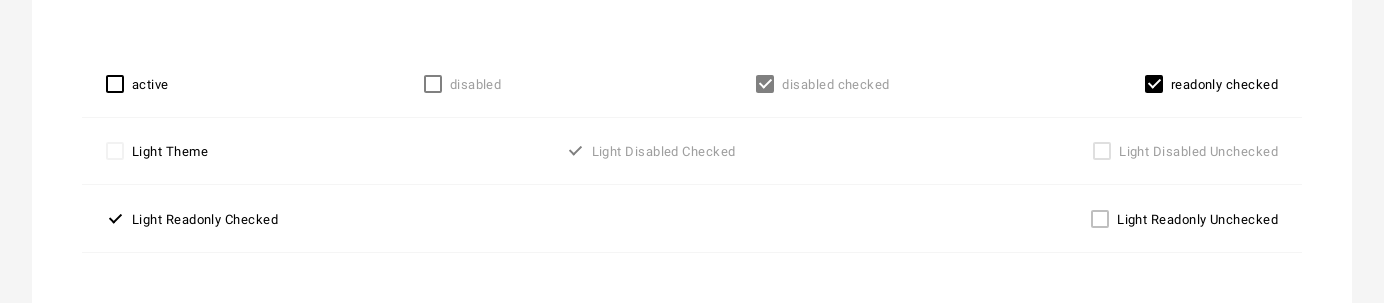 active disabled disabled checked readonly checked
Light Theme Light Disabled Checked Light Disabled Unchecked
Light Readonly Checked Light Readonly Unchecked